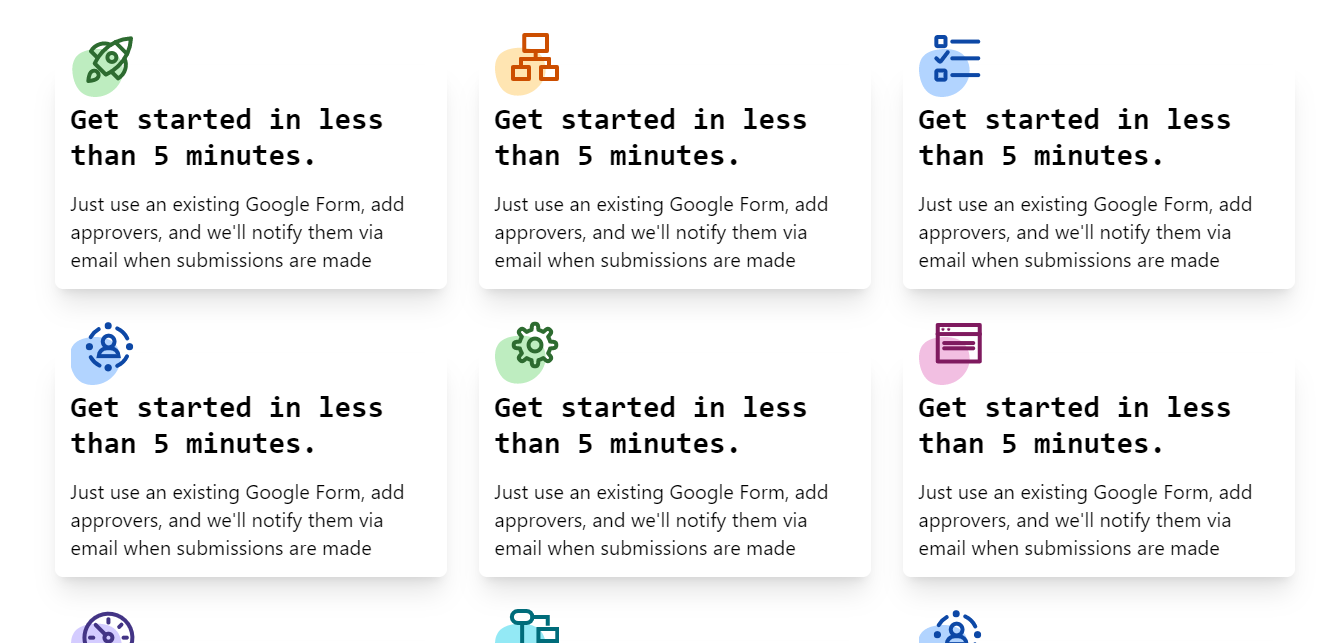 Get started in less
than 5 minutes.
Just use an existing Google Form, add
approvers, and we'll notify them via
email when submissions are made
Get started in less
than 5 minutes.
Just use an existing Google Form, add
approvers, and we'll notify them via
email when submissions are made
Get started in less
than 5 minutes.
Just use an existing Google Form, add
approvers, and we'll notify them via
email when submissions are made
Get started in less
than 5 minutes.
Just use an existing Google Form, add
approvers, and we'll notify them via
email when submissions are made
Get started in less
than 5 minutes.
Just use an existing Google Form, add
approvers, and we'll notify them via
email when submissions are made
Get started in less
than 5 minutes.
Just use an existing Google Form, add
approvers, and we'll notify them via
email when submissions are made